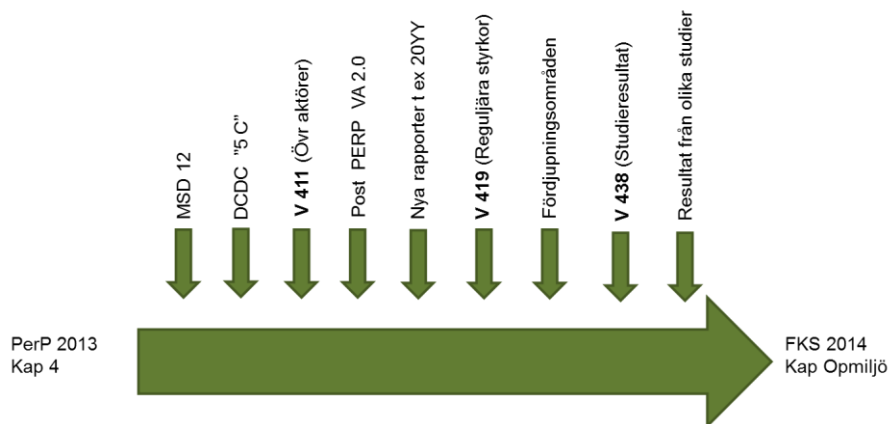 MSD 12
DCDC "5 C"
V 411 (Övr aktörer)
Post PERP VA 2.0
Nya rapporter t ex 20YY
V 419 (Reguljära styrkor)
Fördjupningsområden
V 438 (Studieresultat)
Resultat från olika studier
PerP 2013
Kap 4
FKS 2014
Kap Opmiljö